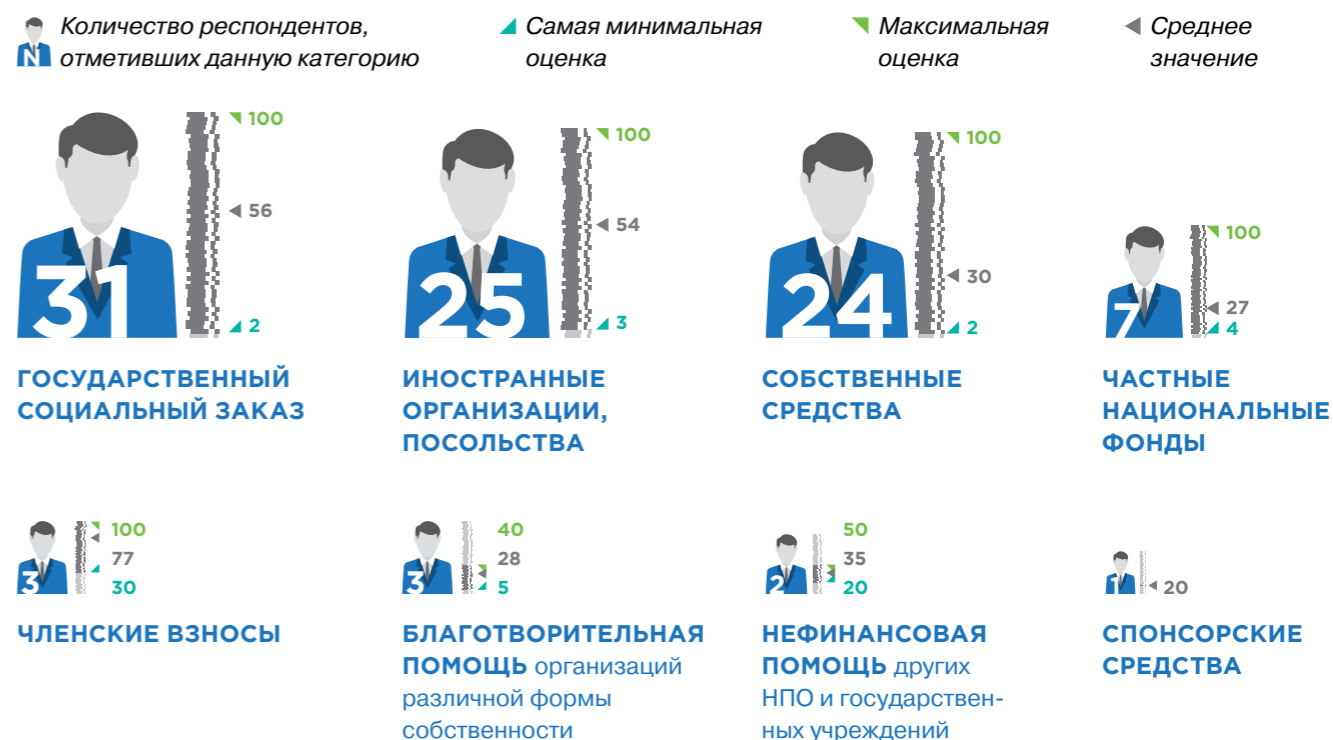 N
Количество респондентов,
отметивших данную категорию
Самая минимальная
оценка
Максимальная
оценка
Среднее
значение
31
100
56
2
ГОСУДАРСТВЕННЫЙ
СОЦИАЛЬНЫЙ ЗАКАЗ
25
100
54
3
ИНОСТРАННЫЕ
ОРГАНИЗАЦИИ,
ПОСОЛЬСТВА
24
100
30
2
СОБСТВЕННЫЕ
СРЕДСТВА
7
100
27
4
ЧАСТНЫЕ
НАЦИОНАЛЬНЫЕ
ФОНДЫ
3
100
77
30
ЧЛЕНСКИЕ ВЗНОСЫ
3
40
28
5
БЛАГОТВОРИТЕЛЬНАЯ
ПОМОЩЬ организаций
различной формы
собственности
2
50
35
20
НЕФИНАНСОВАЯ
ПОМОЩЬ других
НПО и государствен-
ных учреждений
1
20
СПОНСОРСКИЕ
СРЕДСТВА